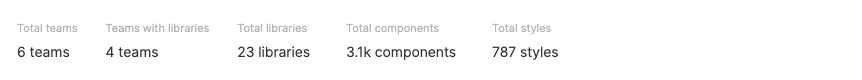 Total teams Teams with libraries Total libraries Total components Total styles
6 teams 4 teams 23 libraries 3.1k components 787 styles